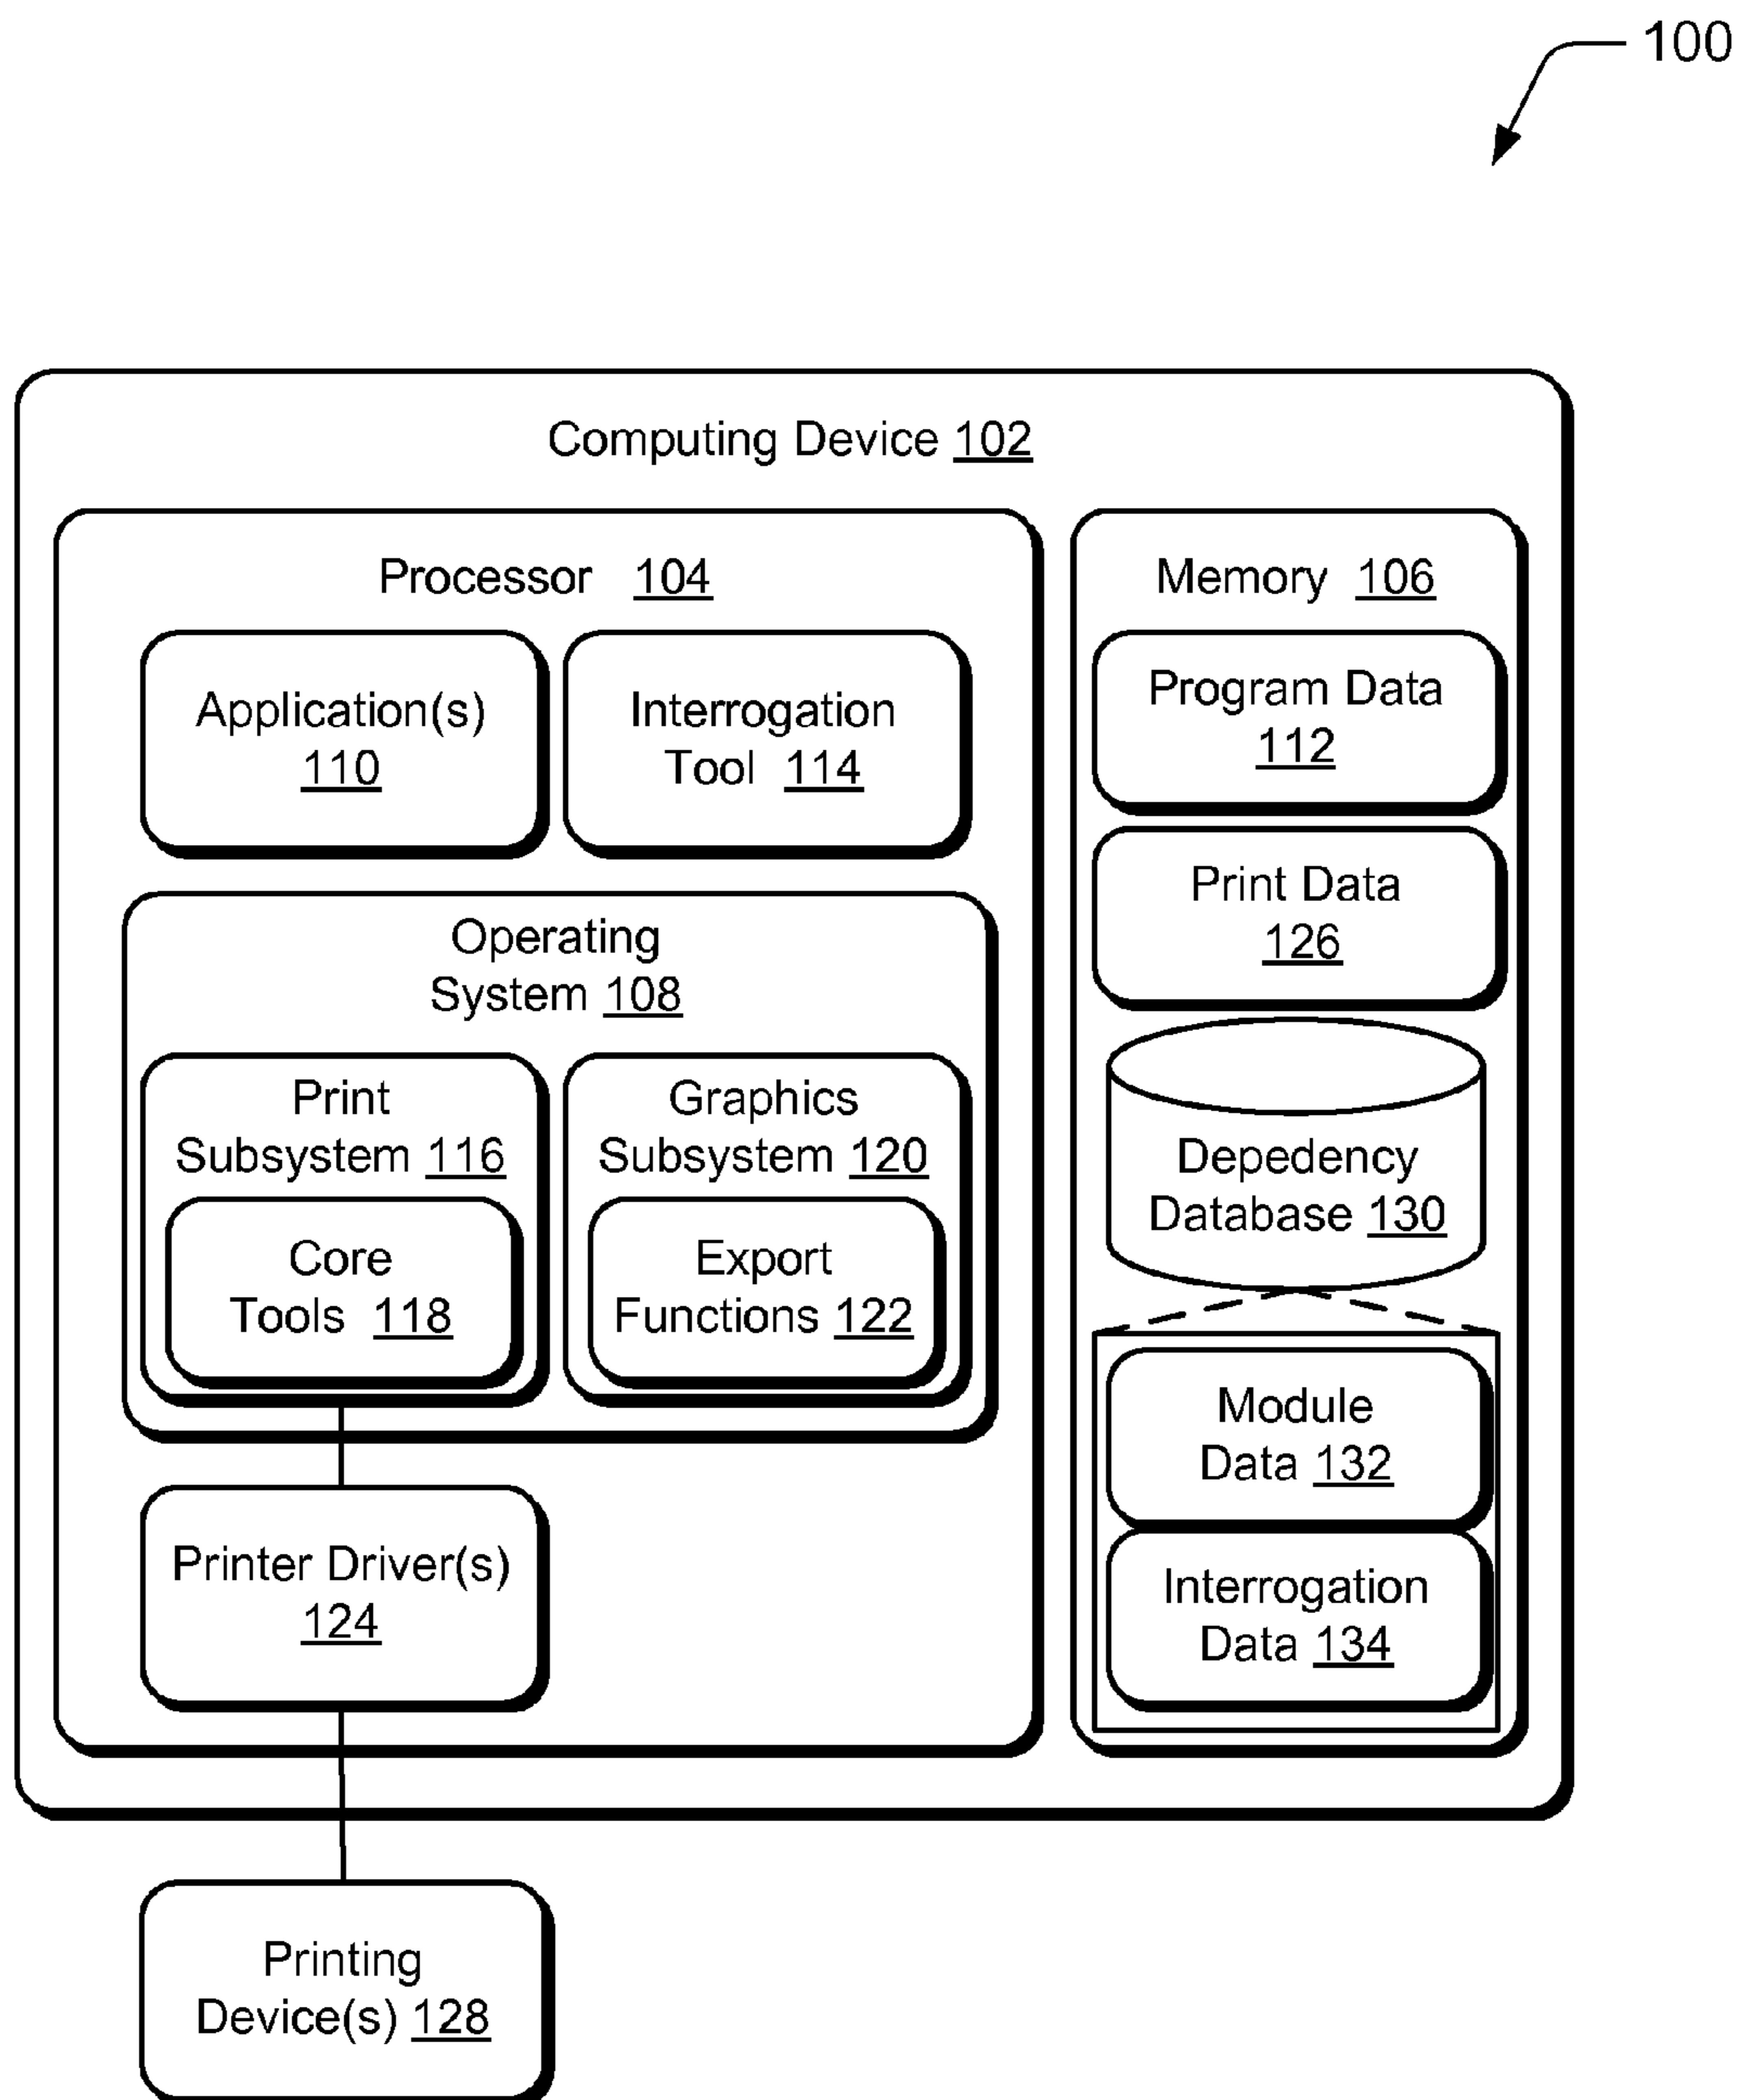 100
Computing Device 102
Processor 104
Application(s)
110
Interrogation
Tool 114
Operating
System 108
Print
Subsystem 116
Core
Tools 118
Graphics
Subsystem 120
Export
Functions 122
Printer Driver(s)
124
Memory 106
Program Data
112
Print Data
126
Depedency
Database 130
Module
Data 132
Interrogation
Data 134
Printing
Device(s) 128